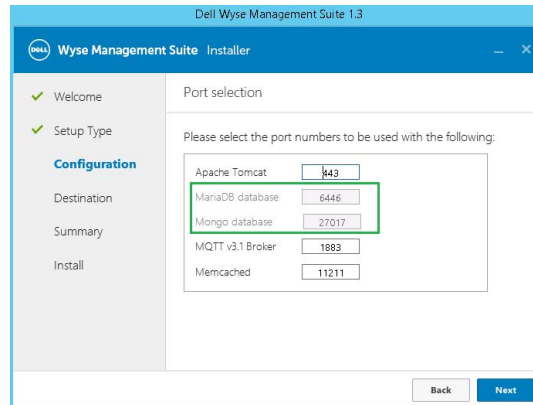 Dell Wyse Management Suite 1.3
DELL Wyse Management Suite Installer
Welcome
Port selection
Setup Type
Please select the port numbers to be used with the following:
Configuration
Apache Tomcat 443
MariaDB database 6446
Destination
Mongo database 27017
Summary
MQTT v3.1 Broker 1883
Install
Memcached 11211
Back Next